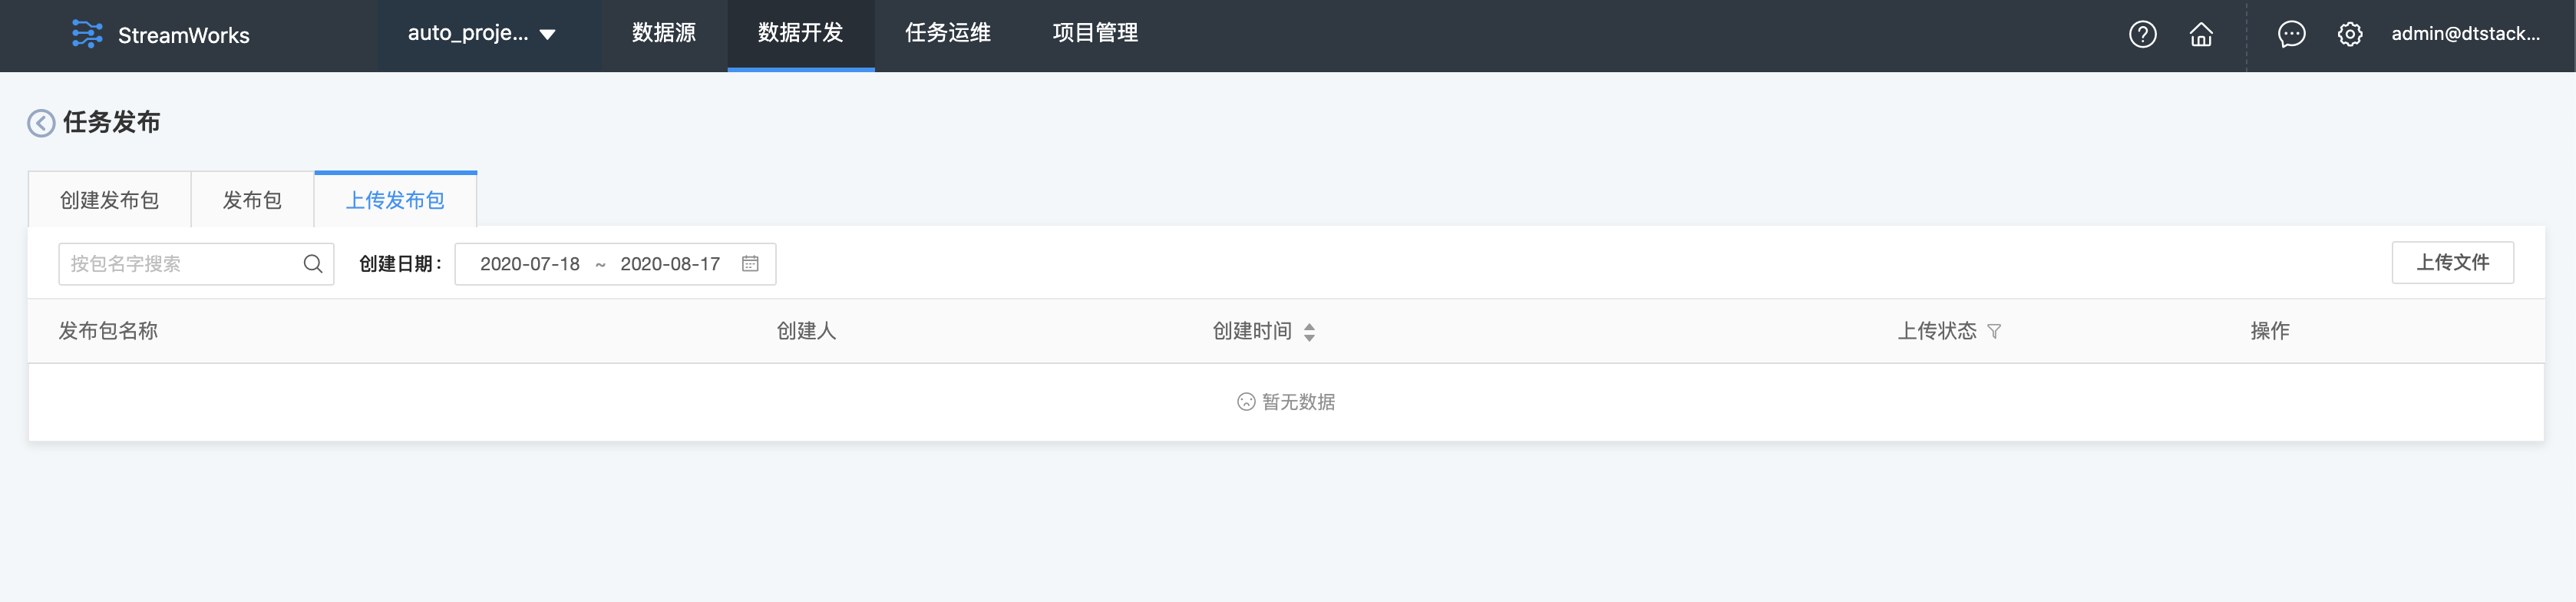 StreamWorks auto_proje... 数据源 数据开发 任务运维 项目管理 admin@dtstack...
任务发布
创建发布包 发布包 上传发布包
按包名字搜索 创建日期： 2020-07-18 ~ 2020-08-17 上传文件
发布包名称 创建人 创建时间 上传状态 操作
暂无数据